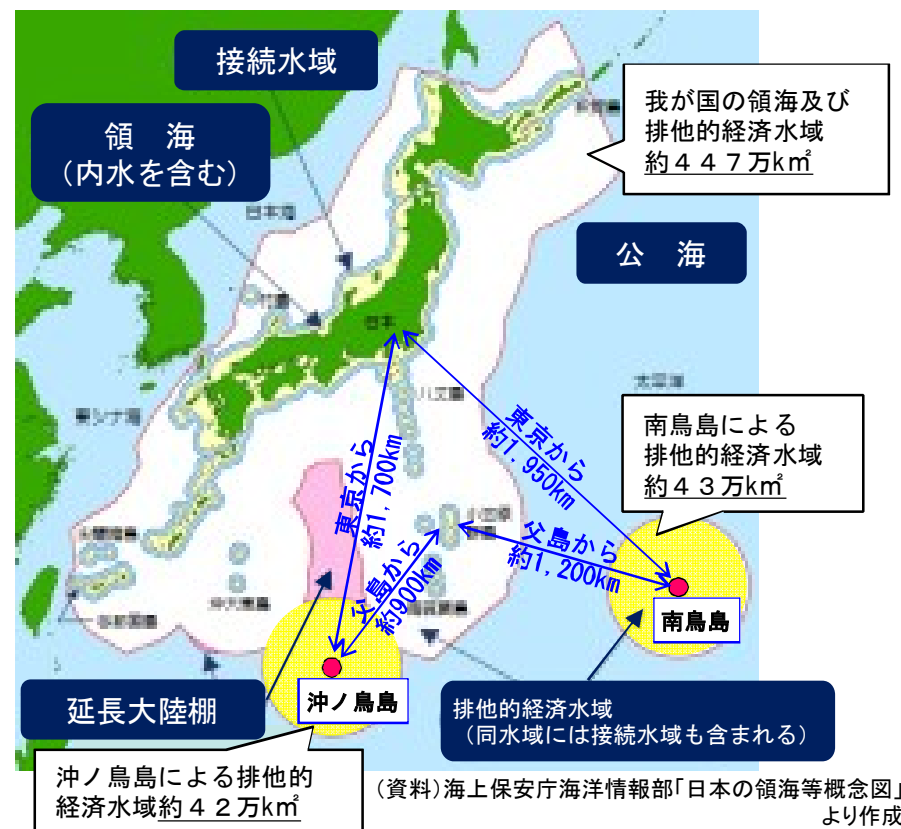 接続水域
領　海
(内水を含む)
我が国の領海及び
排他的経済水域
約４４７万k㎡
公　海
日本海
竹島
日本
八丈島
太平洋
東シナ海
南鳥島による
排他的経済水域
約４３万k㎡
東京から
約1,950km
東京から
約1,700km
父島から
約900km
父島から
約1,200km
南鳥島
沖ノ鳥島
延長大陸棚
排他的経済水域
（同水域には接続水域も含まれる）
沖ノ鳥島による排他的
経済水域約４２万k㎡
(資料)海上保安庁海洋情報部「日本の領海等概念図」
より作成